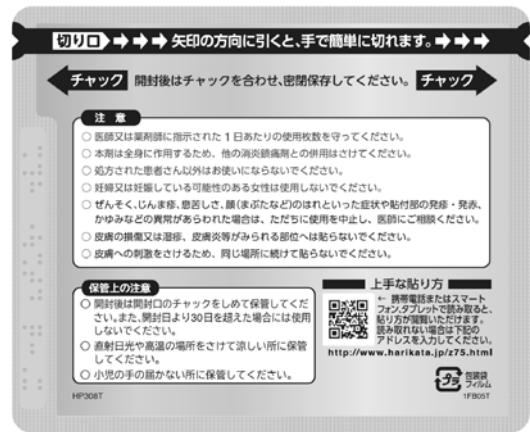 切り口 ➡ ➡ ➡ 矢印の方向に引くと、手で簡単に切れます。➡ ➡ ➡
チャック 開封後はチャックを合わせ、密閉保存してください。 チャック
注 意
○ 医師又は薬剤師に指示された1日あたりの使用枚数を守ってください。
○ 本剤は全身に作用するため、他の消炎鎮痛剤との併用はさけてください。
○ 処方された患者さん以外はお使いにならないでください。
○ 妊婦又は妊娠している可能性のある女性は使用しないでください。
○ ぜんそく、じんま疹、息苦しさ、顔(まぶたなど)のはれといった症状や貼付部の発疹・発赤、
かゆみなどの異常があらわれた場合は、ただちに使用を中止し、医師にご相談ください。
○ 皮膚の損傷又は湿疹、皮膚炎等がみられる部位へは貼らないでください。
○ 皮膚への刺激をさけるため、同じ場所に続けて貼らないでください。
保管上の注意
○ 開封後は開封口のチャックをしめて保管してくだ
さい。また、開封日より30日を超えた場合には使用
しないでください。
○ 直射日光や高温の場所をさけて涼しい所に保管
してください。
○ 小児の手の届かない所に保管してください。
上手な貼り方
← 携帯電話またはスマート
フォン、タブレットで読み取ると、
貼り方が閲覧いただけます。
読み取れない場合は下記の
アドレスを入力してください。
http://www.harikata.jp/z75.html
プラ 包装袋
フィルム
HP308T
1FB05T